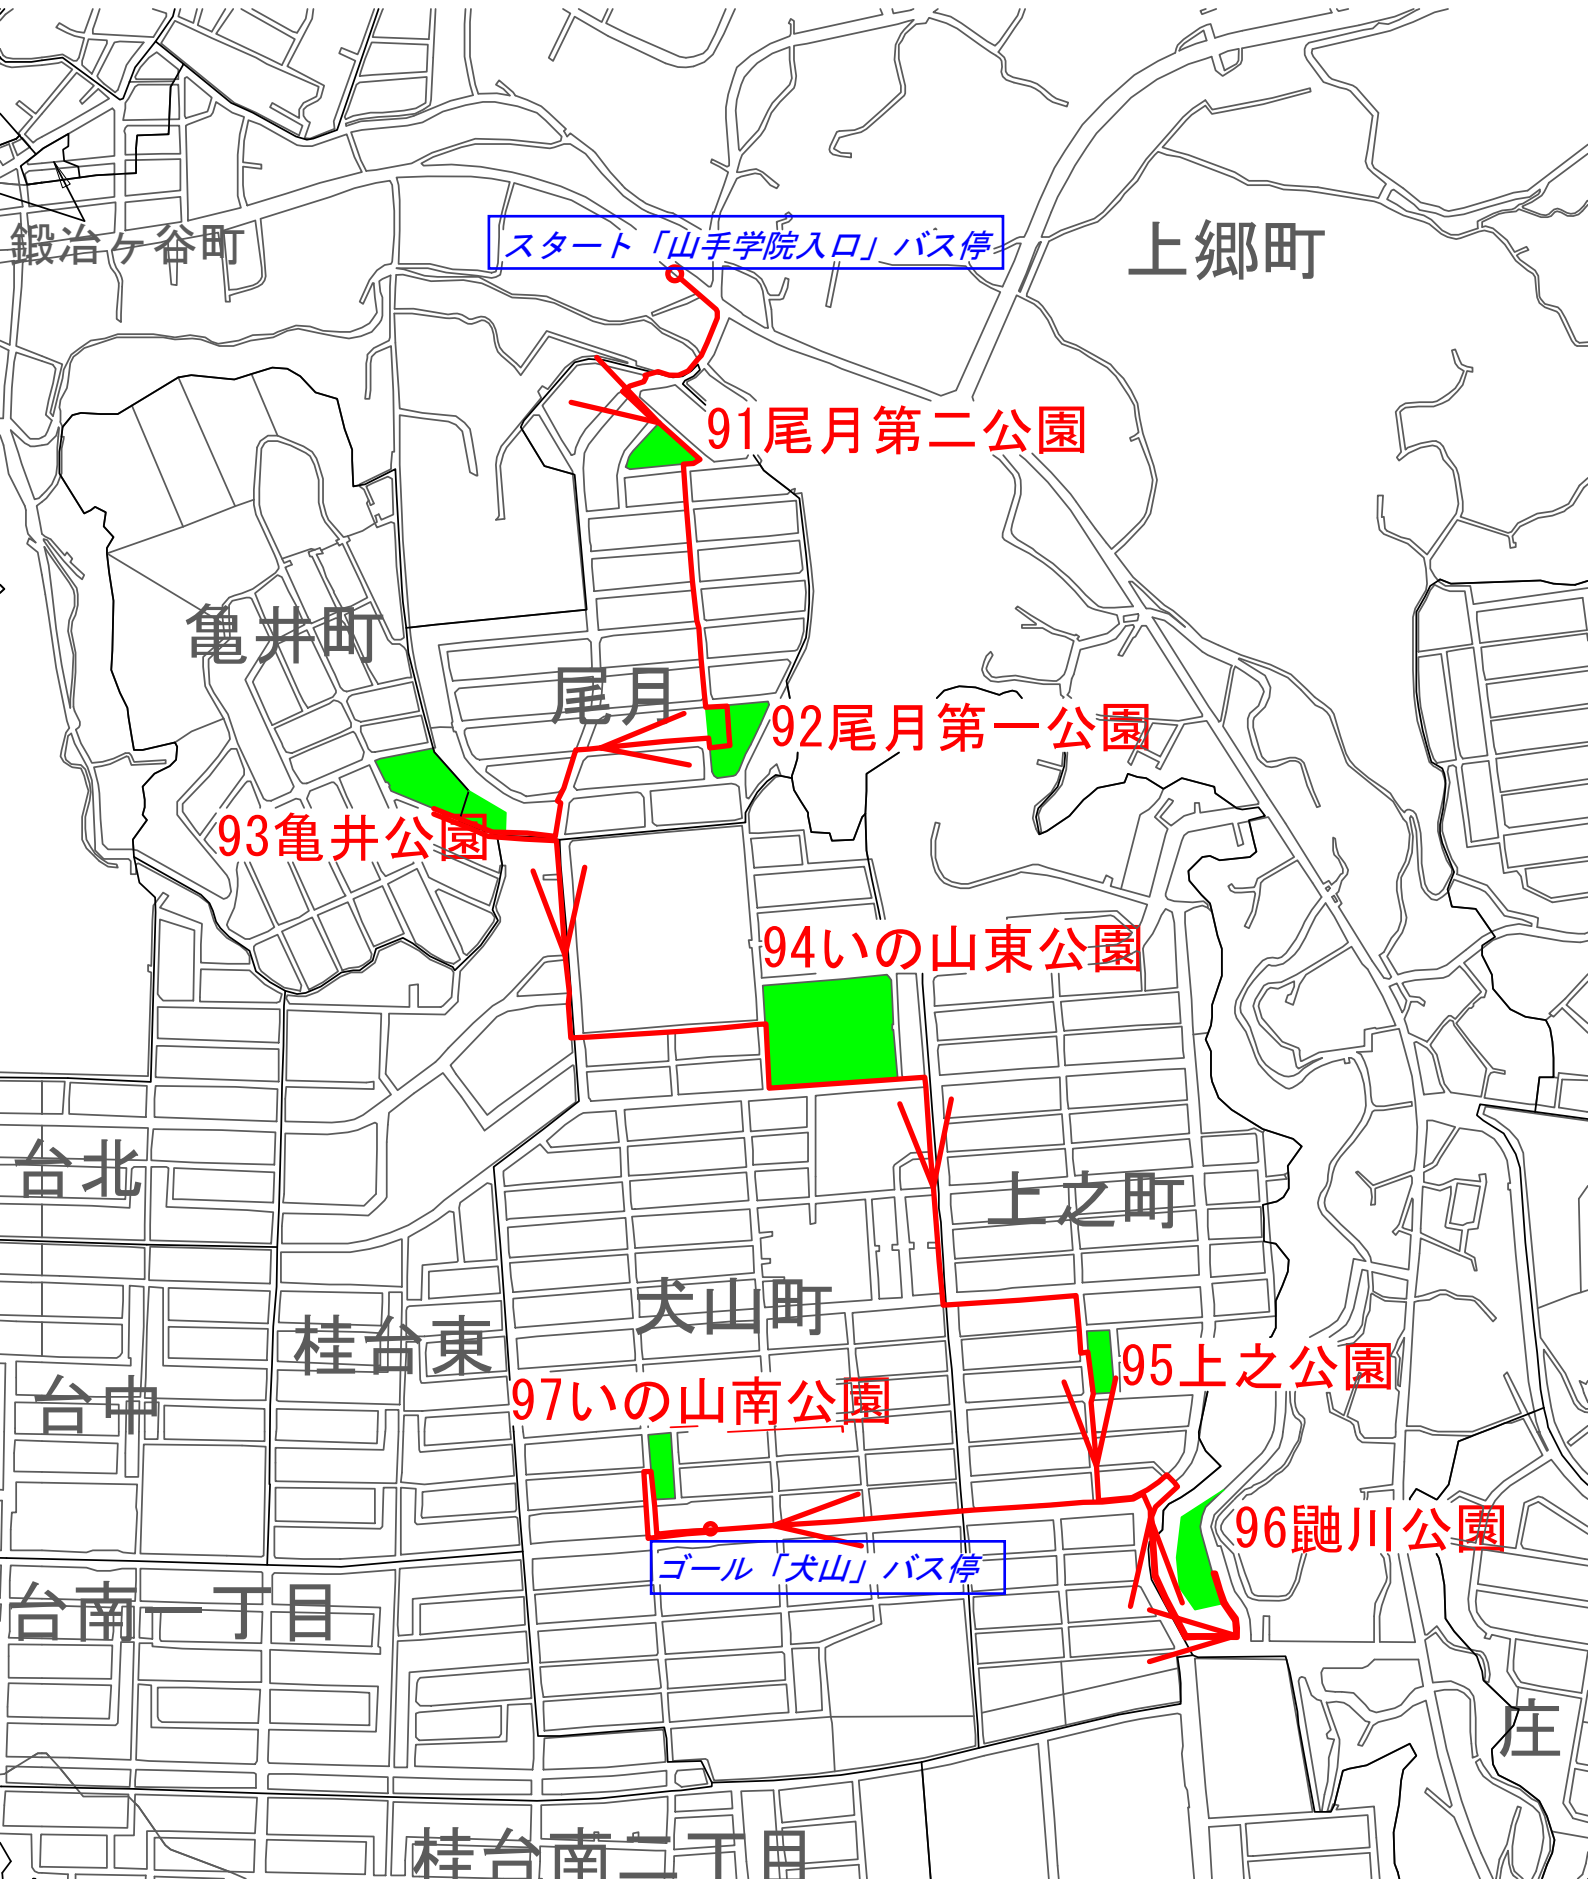 鍛冶ヶ谷町
スタート「山手学院入口」バス停
上郷町
91尾月第二公園
亀井町
尾月
92尾月第一公園
93亀井公園
94いの山東公園
台北
上之町
犬山町
桂台東
95上之公園
台中
97いの山南公園
96鼬川公園
ゴール「犬山」バス停
台南一丁目
庄
桂台南二丁目